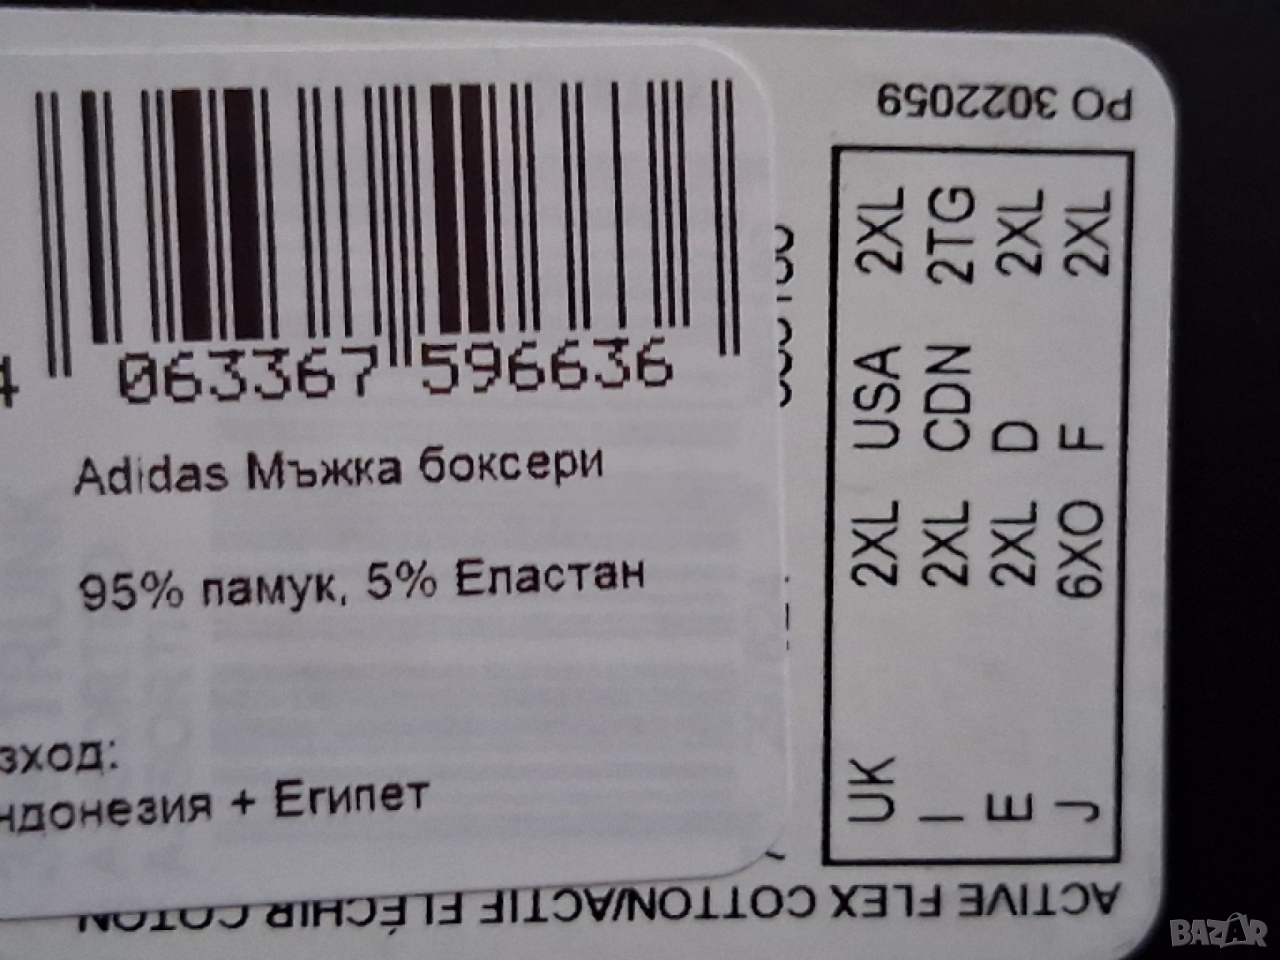 4 063367 596636
Adidas Мъжка боксери
95% памук, 5% Еластан
зход:
ндонезия + Египет
PO 3022059
UK 2XL USA 2XL
I 2XL CDN 2TG
E 2XL D 2XL
J 6XO F 2XL
ACTIVE FLEX COTTON/ACTIF FLÉCHIR COTON
BAZAR